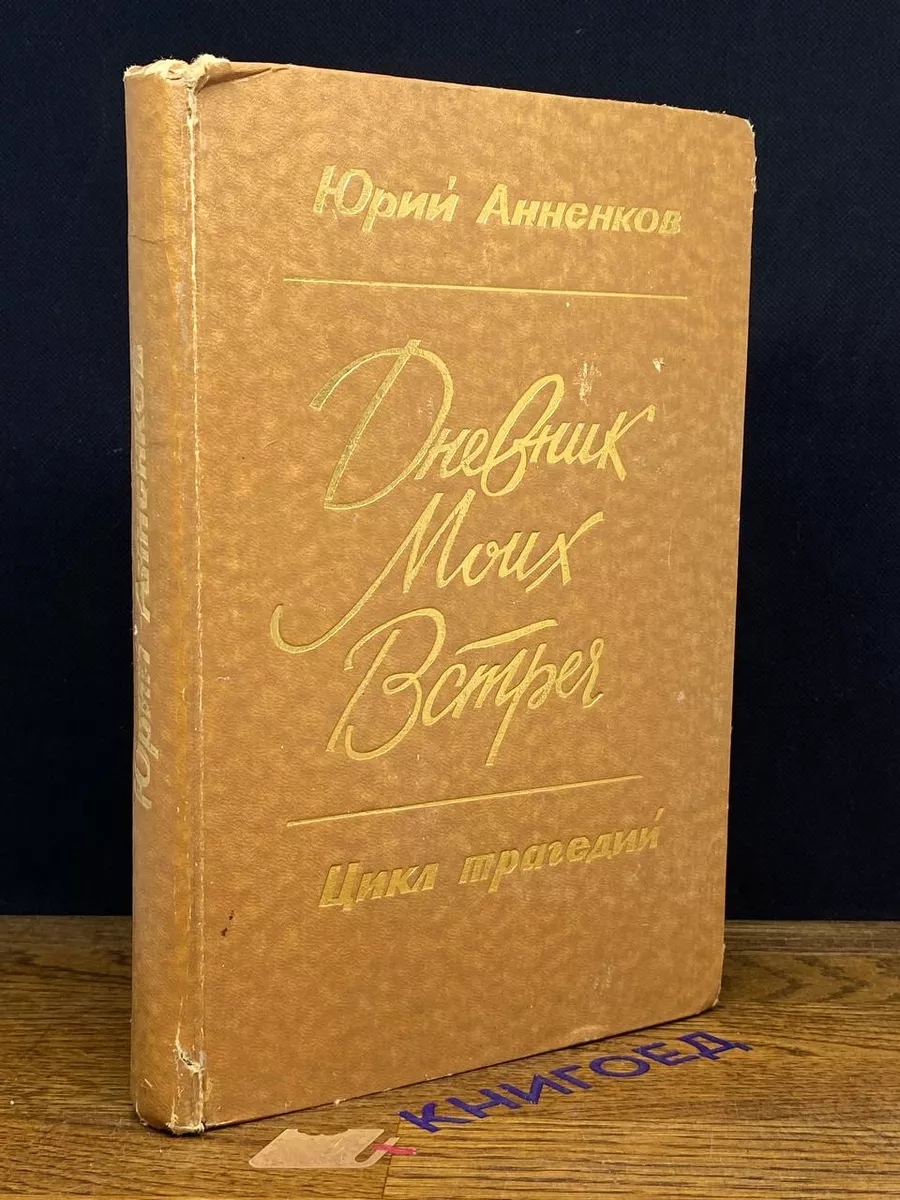 Юрий Анненков
Дневник
Моих
Встреч
Цикл трагедий
Юрий Анненков
КНИГОЕД